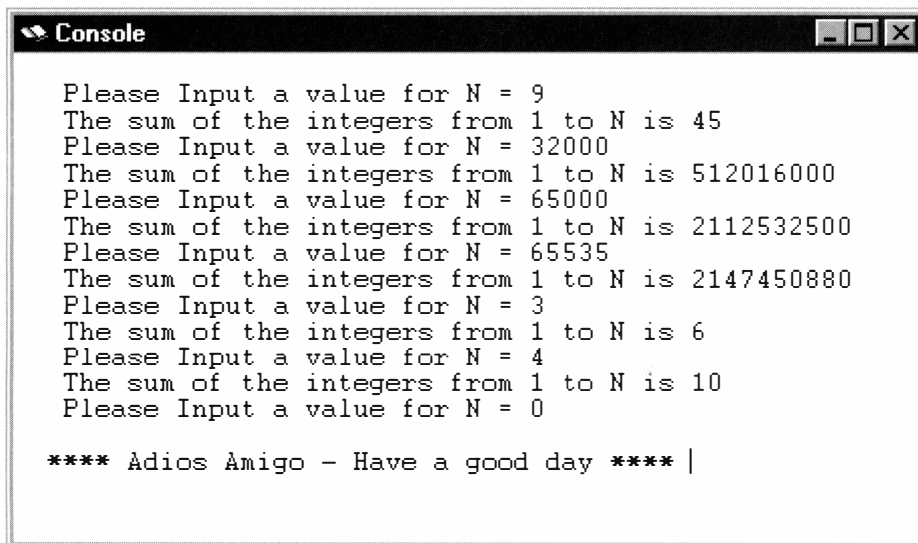 Console
Please Input a value for N = 9
The sum of the integers from 1 to N is 45
Please Input a value for N = 32000
The sum of the integers from 1 to N is 512016000
Please Input a value for N = 65000
The sum of the integers from 1 to N is 2112532500
Please Input a value for N = 65535
The sum of the integers from 1 to N is 2147450880
Please Input a value for N = 3
The sum of the integers from 1 to N is 6
Please Input a value for N = 4
The sum of the integers from 1 to N is 10
Please Input a value for N = 0
**** Adios Amigo - Have a good day ****